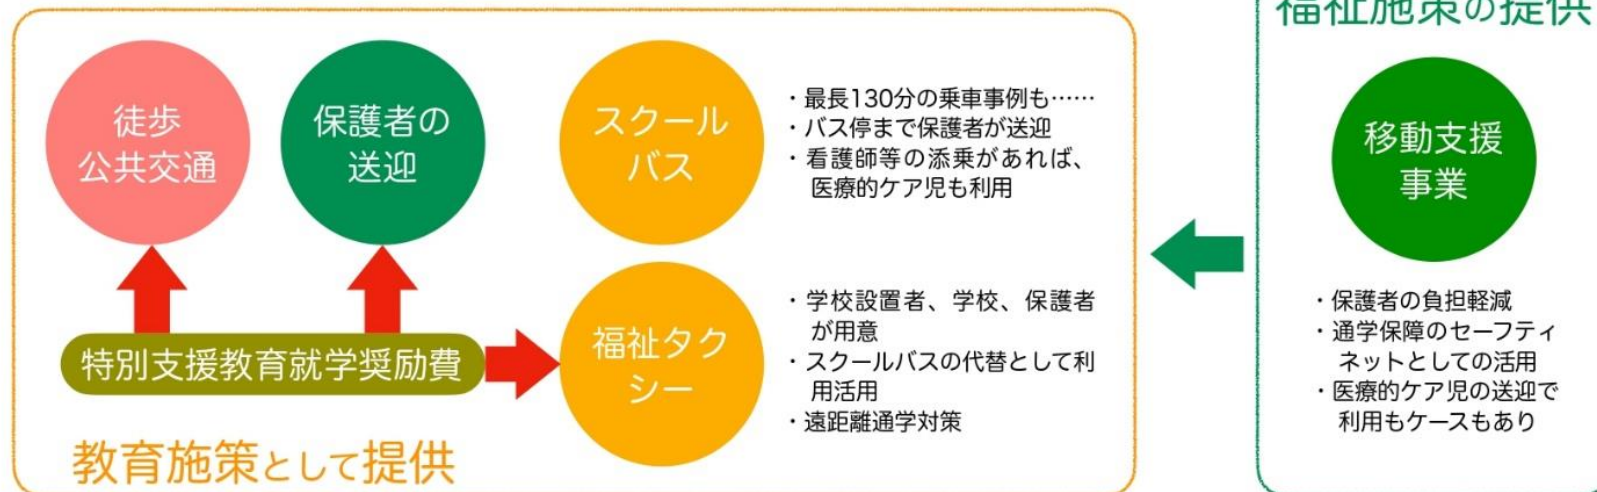 徒歩
公共交通
保護者の
送迎
スクール
バス
・最長130分の乗車事例も……
・バス停まで保護者が送迎
・看護師等の添乗があれば、
医療的ケア児も利用
特別支援教育就学奨励費
福祉タク
シー
・学校設置者、学校、保護者
が用意
・スクールバスの代替として利
用活用
・遠距離通学対策
教育施策として提供
福祉施策の提供
移動支援
事業
・保護者の負担軽減
・通学保障のセーフティ
ネットとしての活用
・医療的ケア児の送迎で
利用もケースもあり